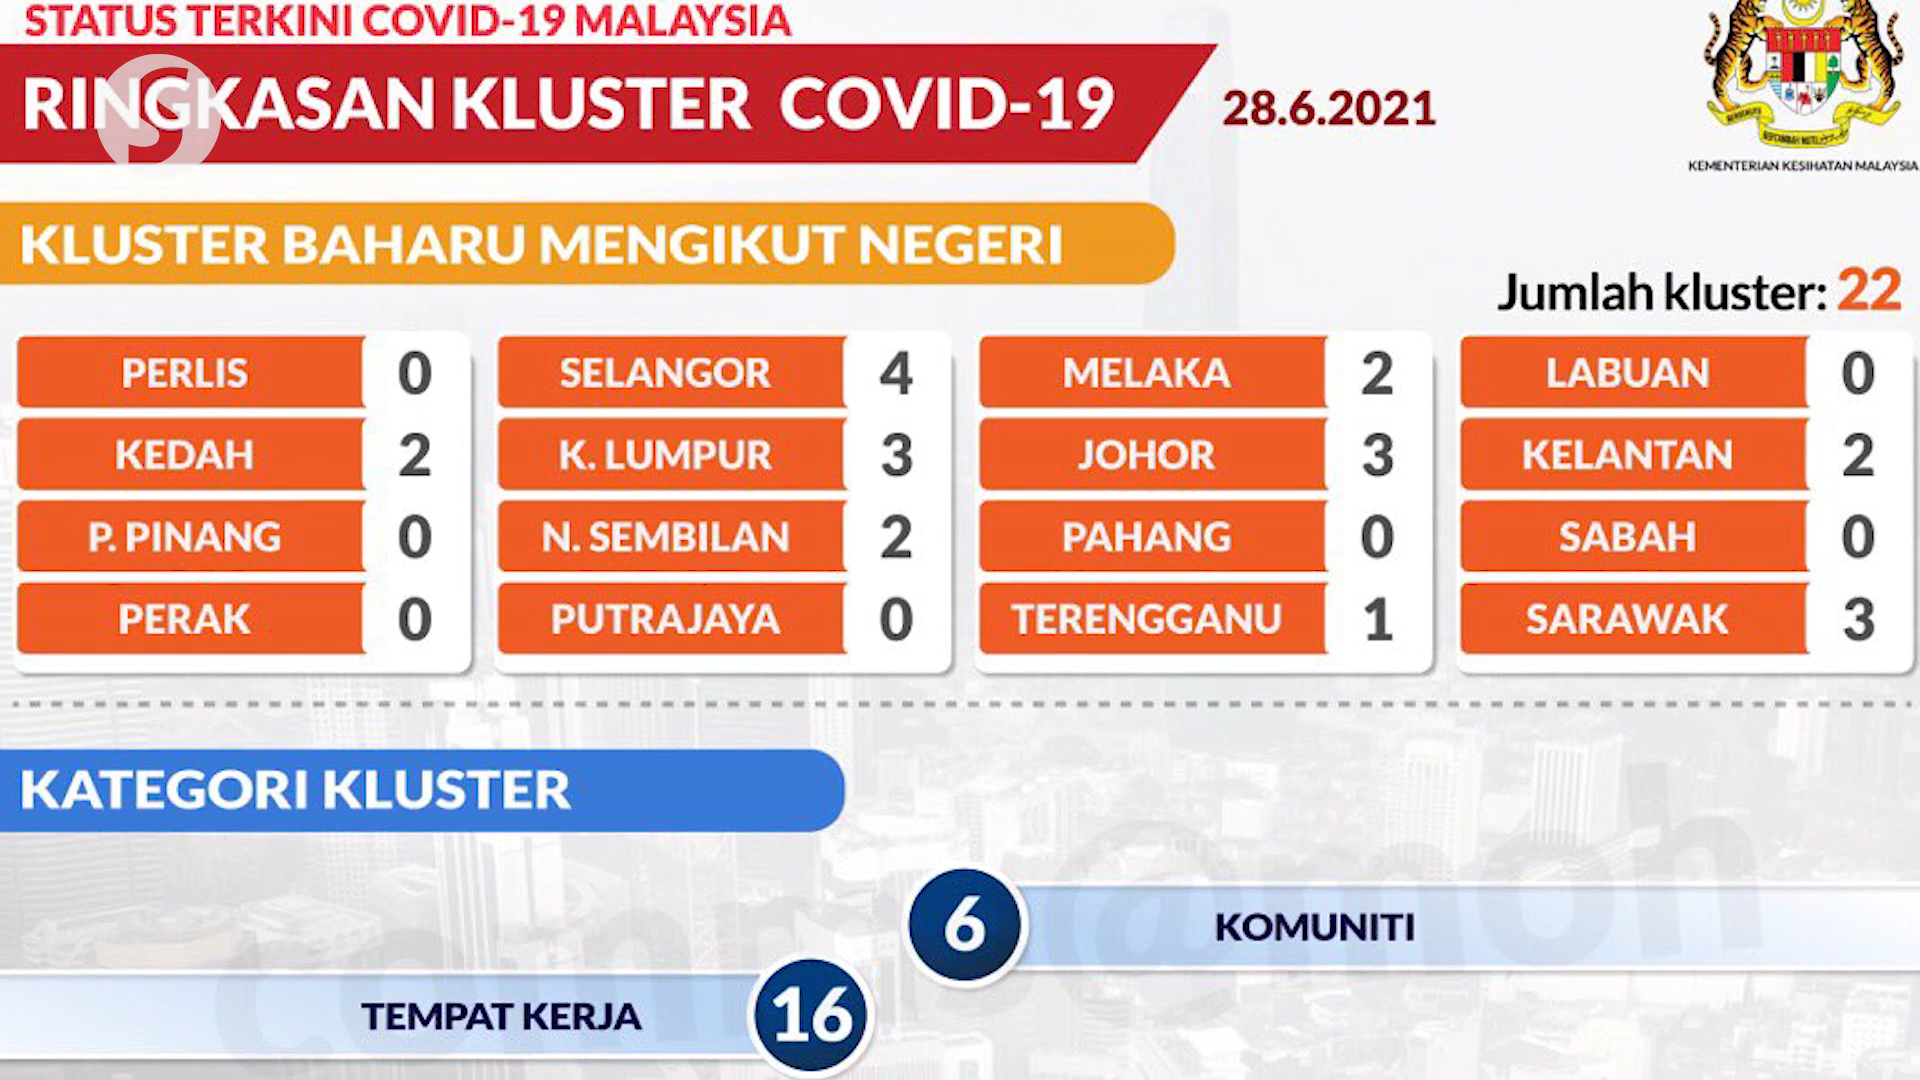 STATUS TERKINI COVID-19 MALAYSIA
RINGKASAN KLUSTER COVID-19
28.6.2021
KEMENTERIAN KESIHATAN MALAYSIA
KLUSTER BAHARU MENGIKUT NEGERI
Jumlah kluster: 22
PERLIS 0
KEDAH 2
P. PINANG 0
PERAK 0
SELANGOR 4
K. LUMPUR 3
N. SEMBILAN 2
PUTRAJAYA 0
MELAKA 2
JOHOR 3
PAHANG 0
TERENGGANU 1
LABUAN 0
KELANTAN 2
SABAH 0
SARAWAK 3
KATEGORI KLUSTER
6 KOMUNITI
TEMPAT KERJA 16